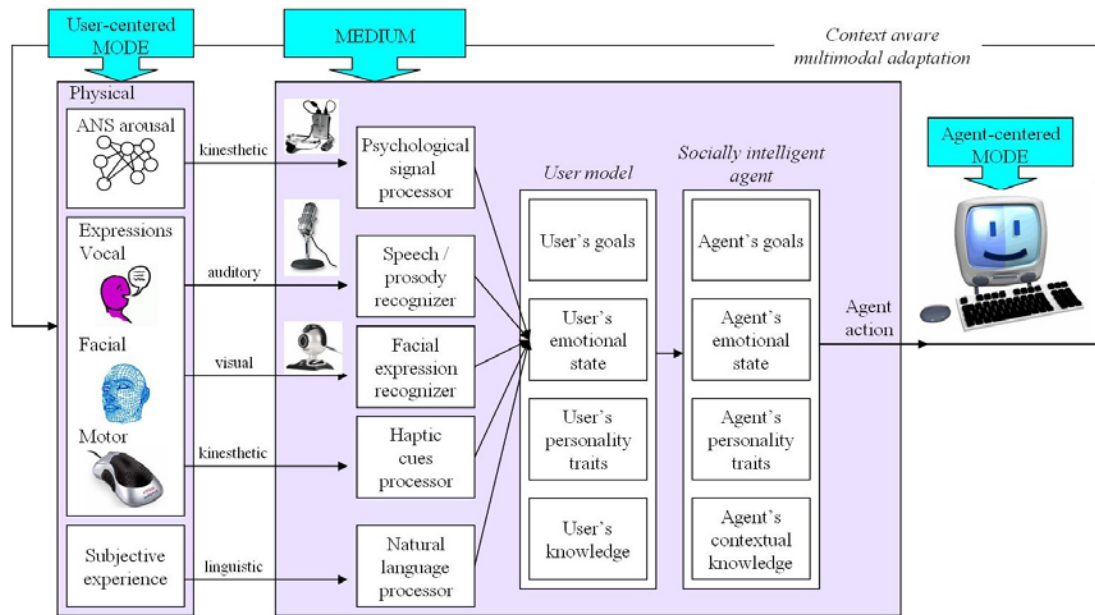 User-centered
MODE
MEDIUM
Context aware
multimodal adaptation
Physical
ANS arousal
kinesthetic
Psychological
signal
processor
User model
Socially intelligent
agent
Agent-centered
MODE
Expressions
Vocal
auditory
Speech /
prosody
recognizer
User's goals
Agent's goals
Facial
visual
Facial
expression
recognizer
User's
emotional
state
Agent's
emotional
state
Agent
action
Motor
kinesthetic
Haptic
cues
processor
User's
personality
traits
Agent's
personality
traits
Subjective
experience
linguistic
Natural
language
processor
User's
knowledge
Agent's
contextual
knowledge